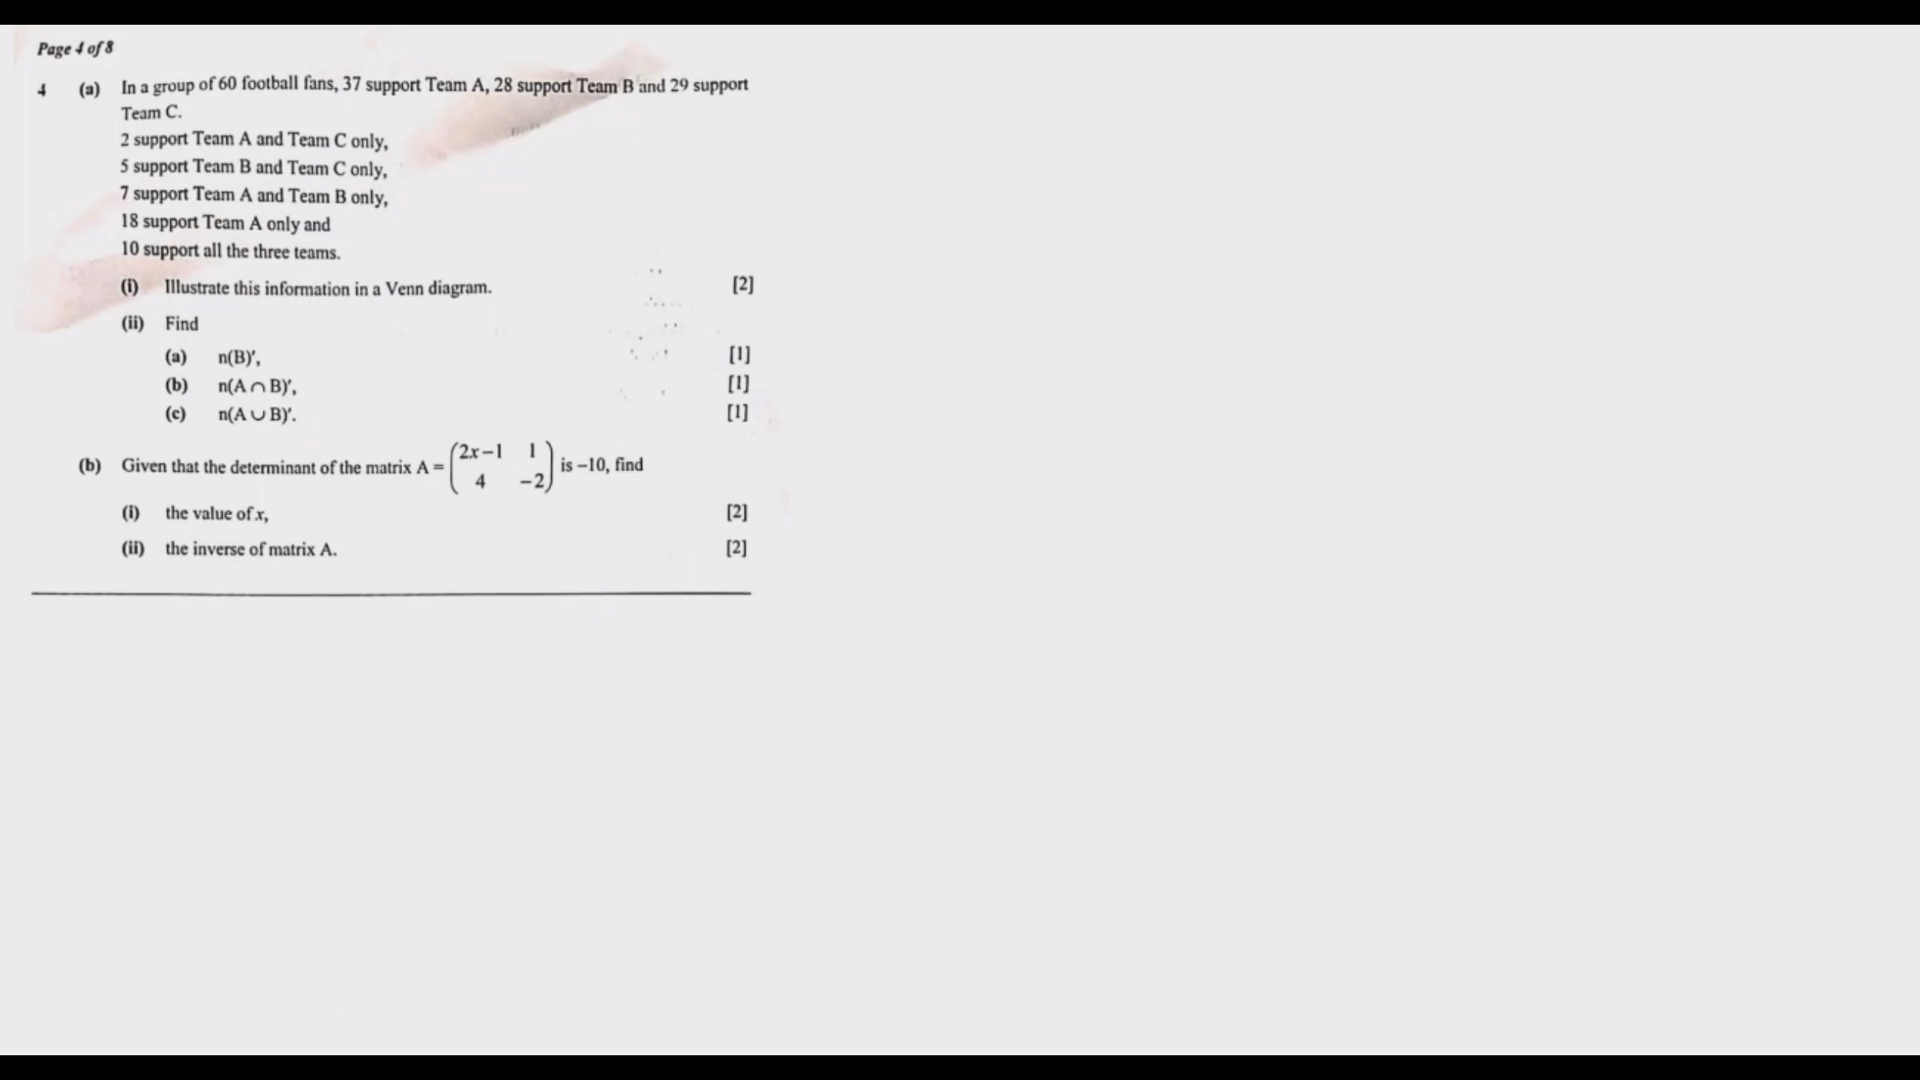 Page 4 of 8
4 (a) In a group of 60 football fans, 37 support Team A, 28 support Team B and 29 support
Team C.
2 support Team A and Team C only,
5 support Team B and Team C only,
7 support Team A and Team B only,
18 support Team A only and
10 support all the three teams.
(i) Illustrate this information in a Venn diagram. [2]
(ii) Find
(a) n(B)′, [1]
(b) n(A ∩ B)′, [1]
(c) n(A ∪ B)′. [1]
(b) Given that the determinant of the matrix A = (2x−1 1
4 −2) is −10, find
(i) the value of x, [2]
(ii) the inverse of matrix A. [2]